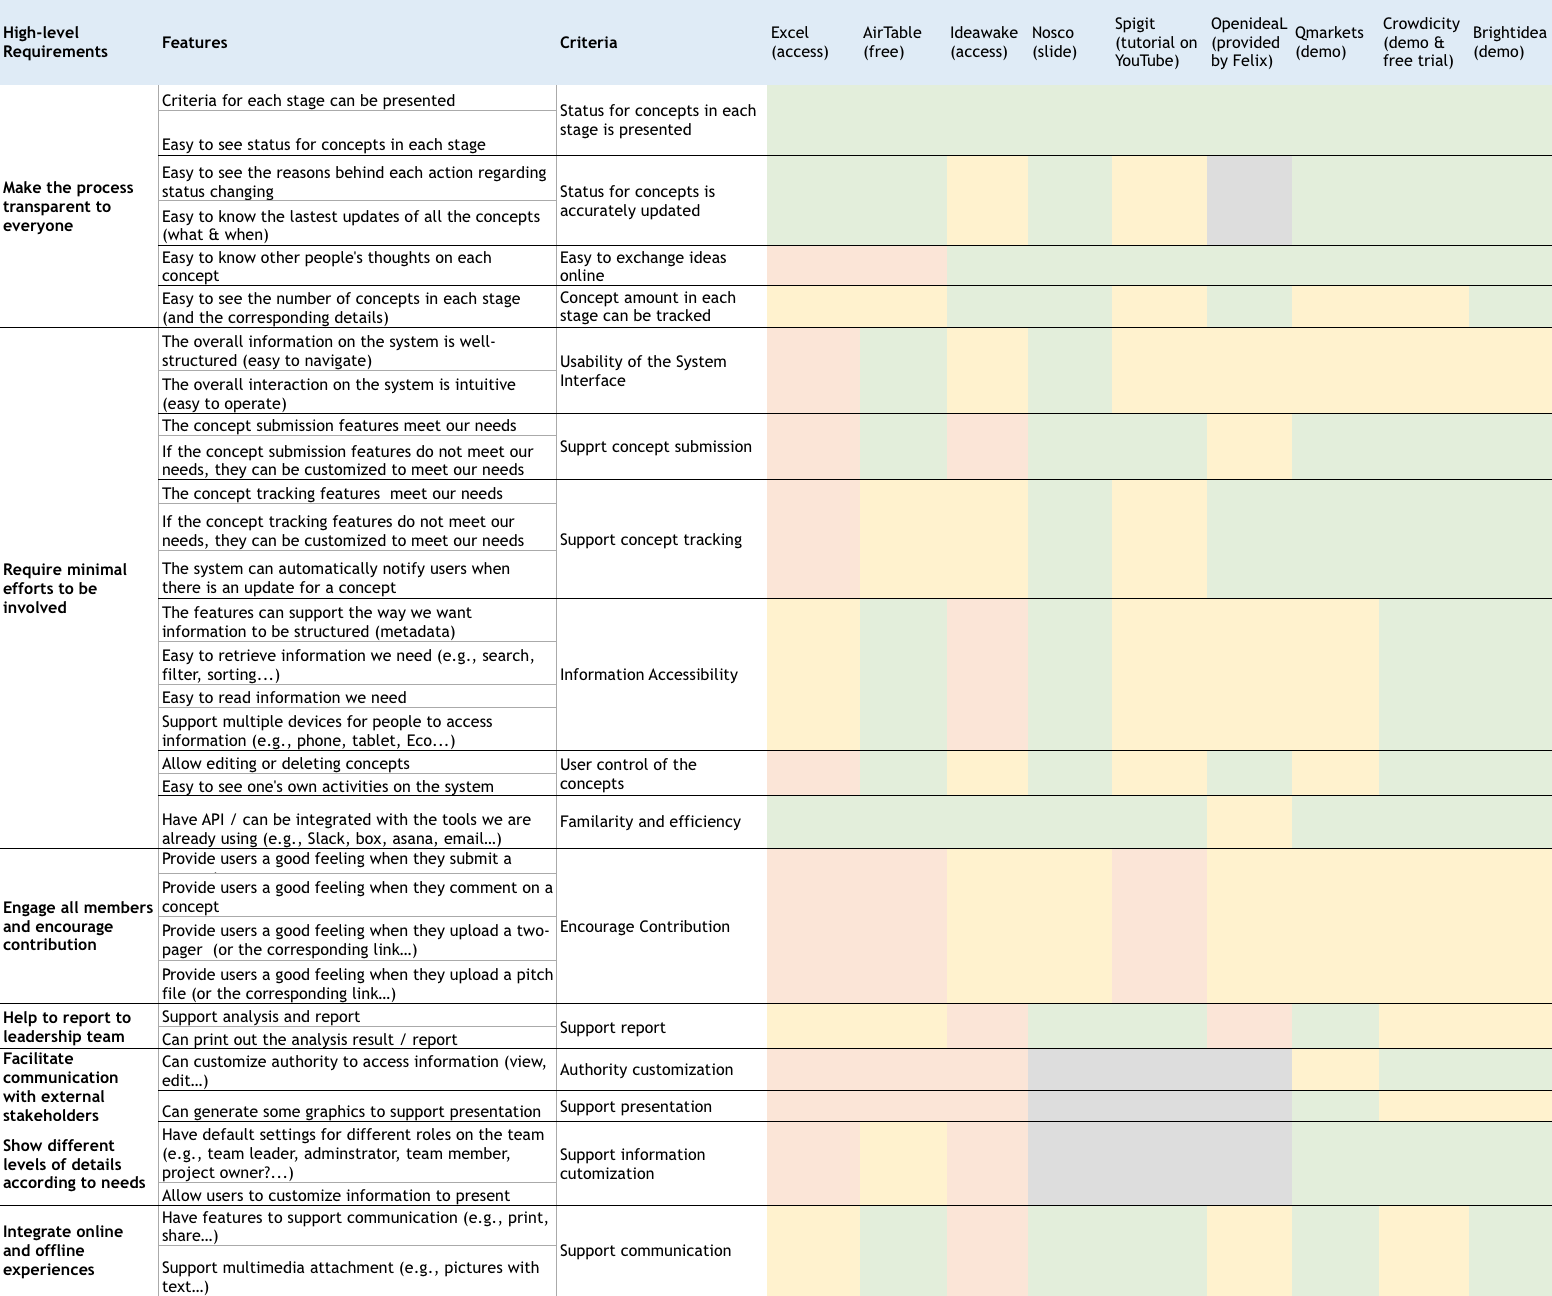 High-level
Requirements
Features
Criteria
Excel
(access)
AirTable
(free)
Ideawake
(access)
Nosco
(slide)
Spigit
(tutorial on
YouTube)
OpenideaL
(provided
by Felix)
Qmarkets
(demo)
Crowdicity
(demo &
free trial)
Brightidea
(demo)
Make the process
transparent to
everyone
Criteria for each stage can be presented
Easy to see status for concepts in each stage
Status for concepts in each
stage is presented
Easy to see the reasons behind each action regarding
status changing
Easy to know the lastest updates of all the concepts
(what & when)
Status for concepts is
accurately updated
Easy to know other people's thoughts on each
concept
Easy to exchange ideas
online
Easy to see the number of concepts in each stage
(and the corresponding details)
Concept amount in each
stage can be tracked
Require minimal
efforts to be
involved
The overall information on the system is well-
structured (easy to navigate)
The overall interaction on the system is intuitive
(easy to operate)
Usability of the System
Interface
The concept submission features meet our needs
If the concept submission features do not meet our
needs, they can be customized to meet our needs
Supprt concept submission
The concept tracking features  meet our needs
If the concept tracking features do not meet our
needs, they can be customized to meet our needs
The system can automatically notify users when
there is an update for a concept
Support concept tracking
The features can support the way we want
information to be structured (metadata)
Easy to retrieve information we need (e.g., search,
filter, sorting...)
Easy to read information we need
Support multiple devices for people to access
information (e.g., phone, tablet, Eco...)
Information Accessibility
Allow editing or deleting concepts
Easy to see one's own activities on the system
User control of the
concepts
Have API / can be integrated with the tools we are
already using (e.g., Slack, box, asana, email…)
Familarity and efficiency
Engage all members
and encourage
contribution
Provide users a good feeling when they submit a
Provide users a good feeling when they comment on a
concept
Provide users a good feeling when they upload a two-
pager  (or the corresponding link…)
Provide users a good feeling when they upload a pitch
file (or the corresponding link…)
Encourage Contribution
Help to report to
leadership team
Support analysis and report
Can print out the analysis result / report
Support report
Facilitate
communication
with external
stakeholders
Can customize authority to access information (view,
edit…)
Authority customization
Can generate some graphics to support presentation
Support presentation
Show different
levels of details
according to needs
Have default settings for different roles on the team
(e.g., team leader, adminstrator, team member,
project owner?...)
Allow users to customize information to present
Support information
cutomization
Integrate online
and offline
experiences
Have features to support communication (e.g., print,
share…)
Support multimedia attachment (e.g., pictures with
text…)
Support communication